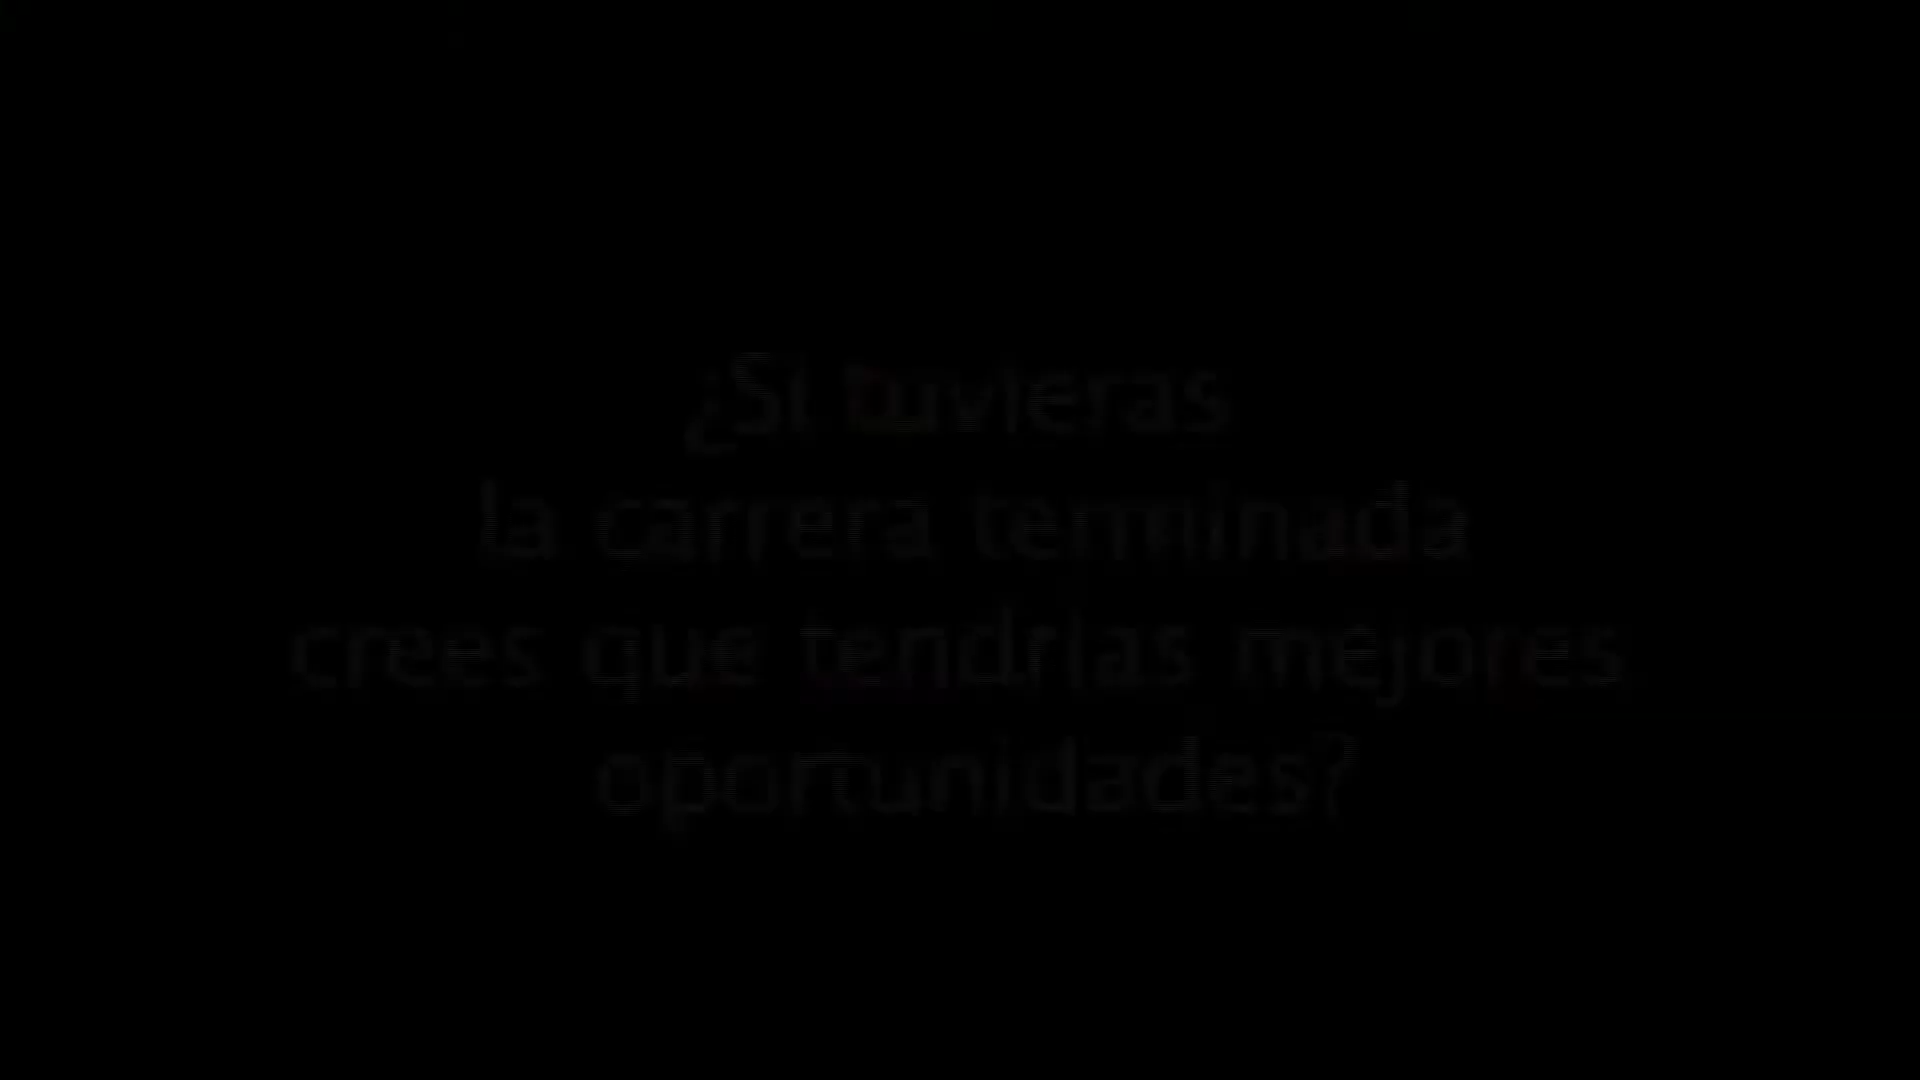 ¿Si tuvieras
la carrera terminada
crees que tendrías mejores
oportunidades?